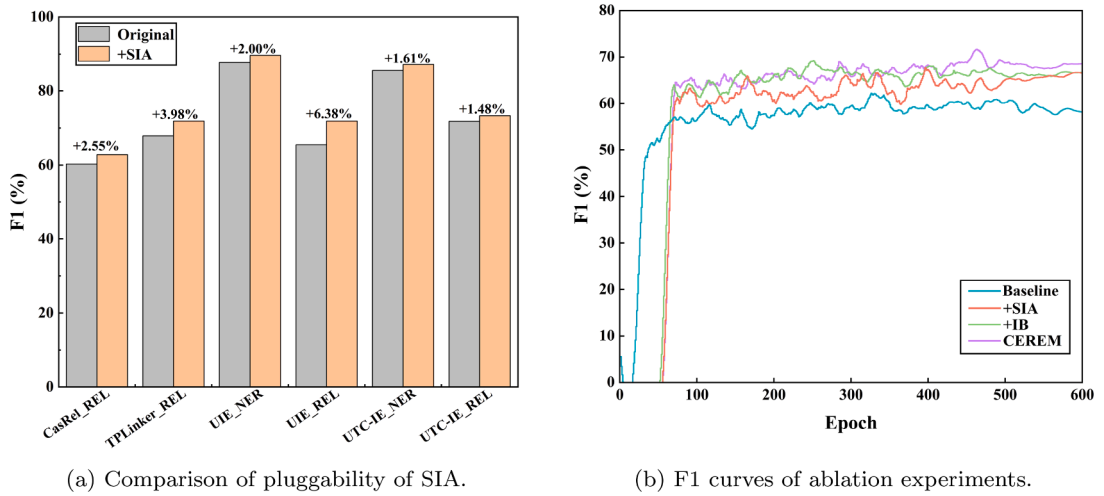 100
80
60
40
20
0
F1 (%)
Original
+SIA
+2.55%
+3.98%
+2.00%
+6.38%
+1.61%
+1.48%
CasRel_REL
TPLinker_REL
UIE_NER
UIE_REL
UTC-IE_NER
UTC-IE_REL
(a) Comparison of pluggability of SIA.
80
70
60
50
40
30
20
10
0
F1 (%)
Baseline
+SIA
+IB
CEREM
0 100 200 300 400 500 600
Epoch
(b) F1 curves of ablation experiments.